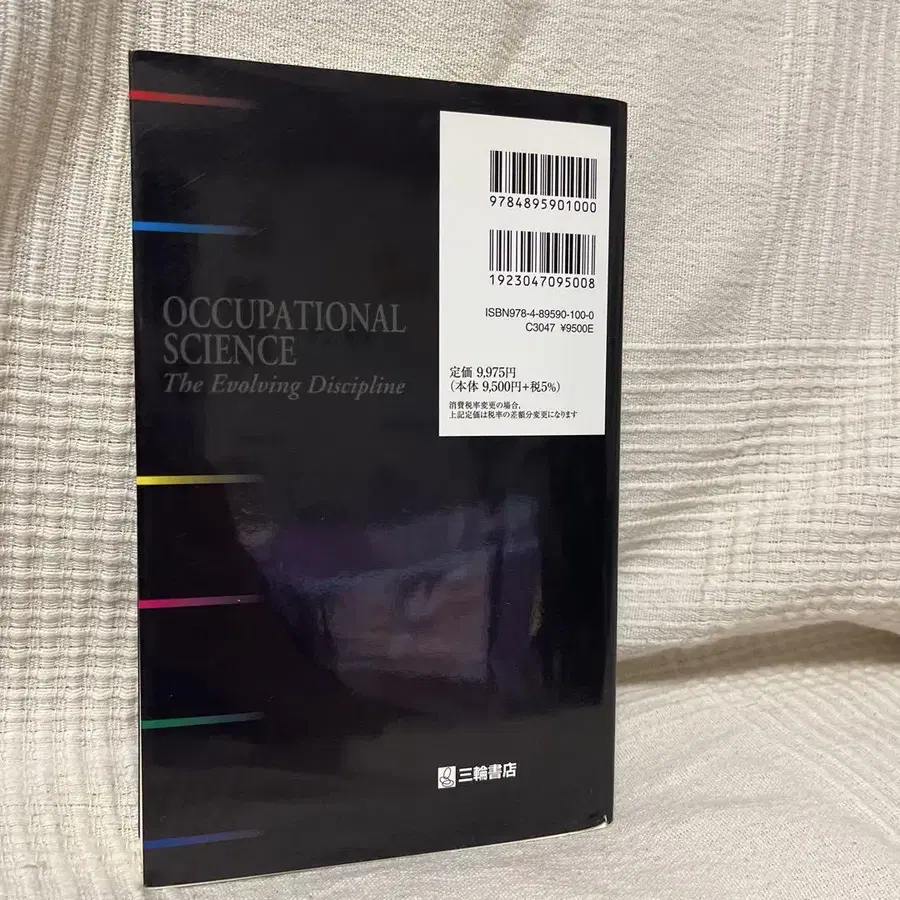 9784895901000
1923047095008
ISBN978-4-89590-100-0
C3047 ¥9500E
定価 9,975円
（本体 9,500円+税5%）
消費税率変更の場合,
上記定価は税率の差額分変更になります
OCCUPATIONAL
SCIENCE
The Evolving Discipline
三輪書店